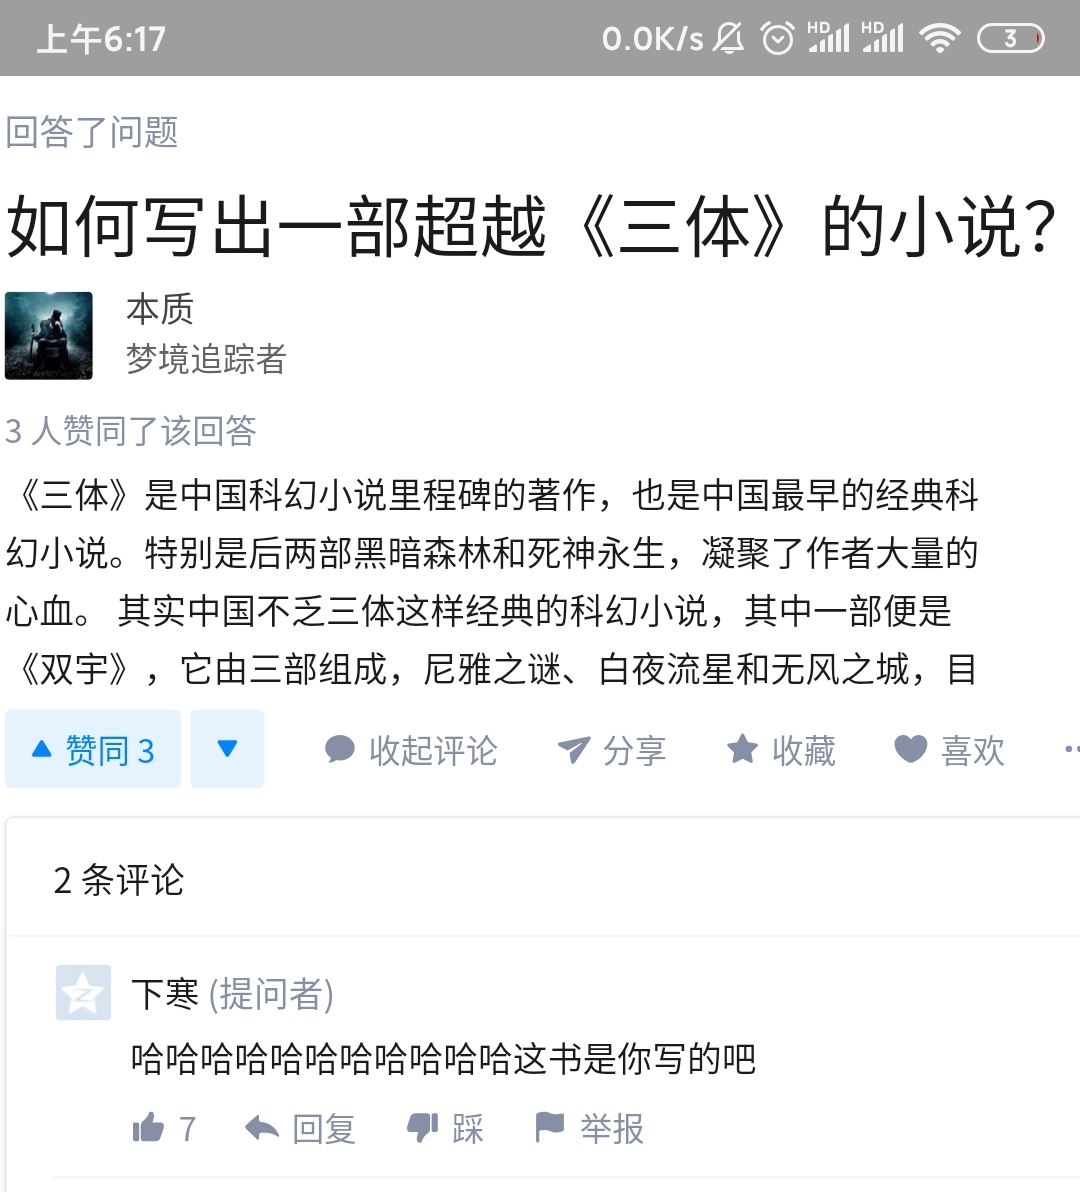 上午6:17
0.0K/s HD HD 3
回答了问题
如何写出一部超越《三体》的小说?
本质
梦境追踪者
3 人赞同了该回答
《三体》是中国科幻小说里程碑的著作，也是中国最早的经典科
幻小说。特别是后两部黑暗森林和死神永生，凝聚了作者大量的
心血。 其实中国不乏三体这样经典的科幻小说，其中一部便是
《双宇》，它由三部组成，尼雅之谜、白夜流星和无风之城，目
赞同 3 收起评论 分享 收藏 喜欢
2 条评论
下寒 (提问者)
哈哈哈哈哈哈哈哈哈哈哈这书是你写的吧
7 回复 踩 举报